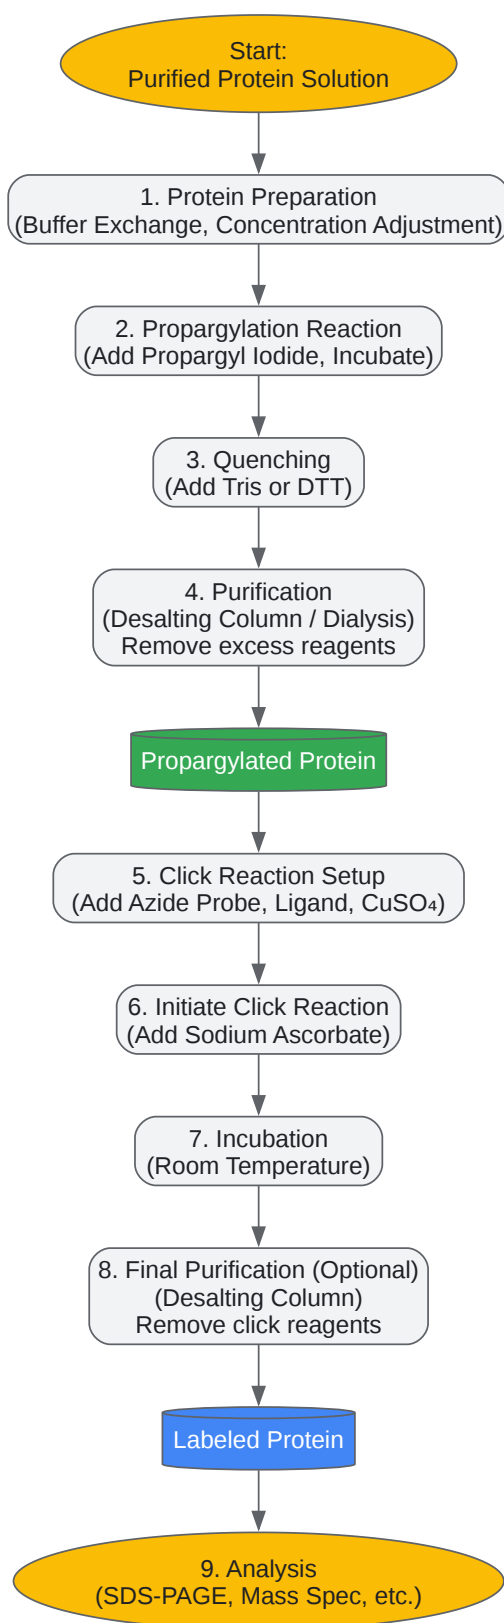 Start:
Purified Protein Solution
1. Protein Preparation
(Buffer Exchange, Concentration Adjustment)
2. Propargylation Reaction
(Add Propargyl Iodide, Incubate)
3. Quenching
(Add Tris or DTT)
4. Purification
(Desalting Column / Dialysis)
Remove excess reagents
Propargylated Protein
5. Click Reaction Setup
(Add Azide Probe, Ligand, CuSO₄)
6. Initiate Click Reaction
(Add Sodium Ascorbate)
7. Incubation
(Room Temperature)
8. Final Purification (Optional)
(Desalting Column)
Remove click reagents
Labeled Protein
9. Analysis
(SDS-PAGE, Mass Spec, etc.)